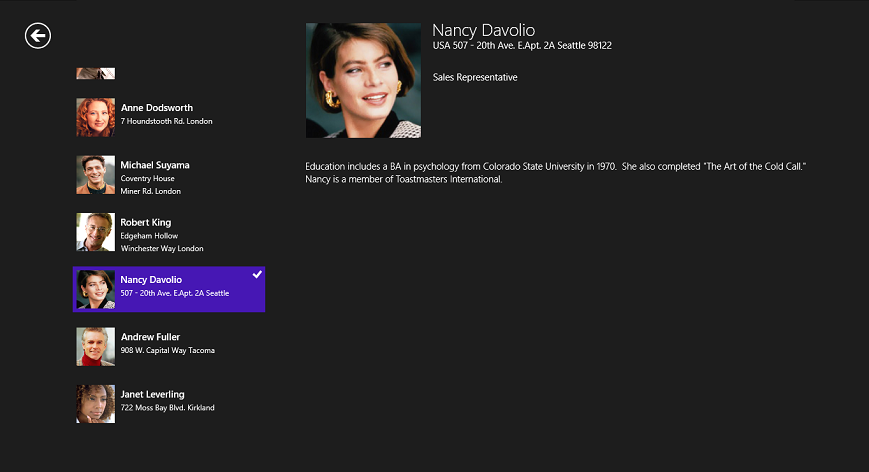 Nancy Davolio
USA 507 - 20th Ave. E.Apt. 2A Seattle 98122
Sales Representative
Education includes a BA in psychology from Colorado State University in 1970.  She also completed "The Art of the Cold Call."
Nancy is a member of Toastmasters International.
Anne Dodsworth
7 Houndstooth Rd. London
Michael Suyama
Coventry House
Miner Rd. London
Robert King
Edgeham Hollow
Winchester Way London
Nancy Davolio
507 - 20th Ave. E.Apt. 2A Seattle
Andrew Fuller
908 W. Capital Way Tacoma
Janet Leverling
722 Moss Bay Blvd. Kirkland